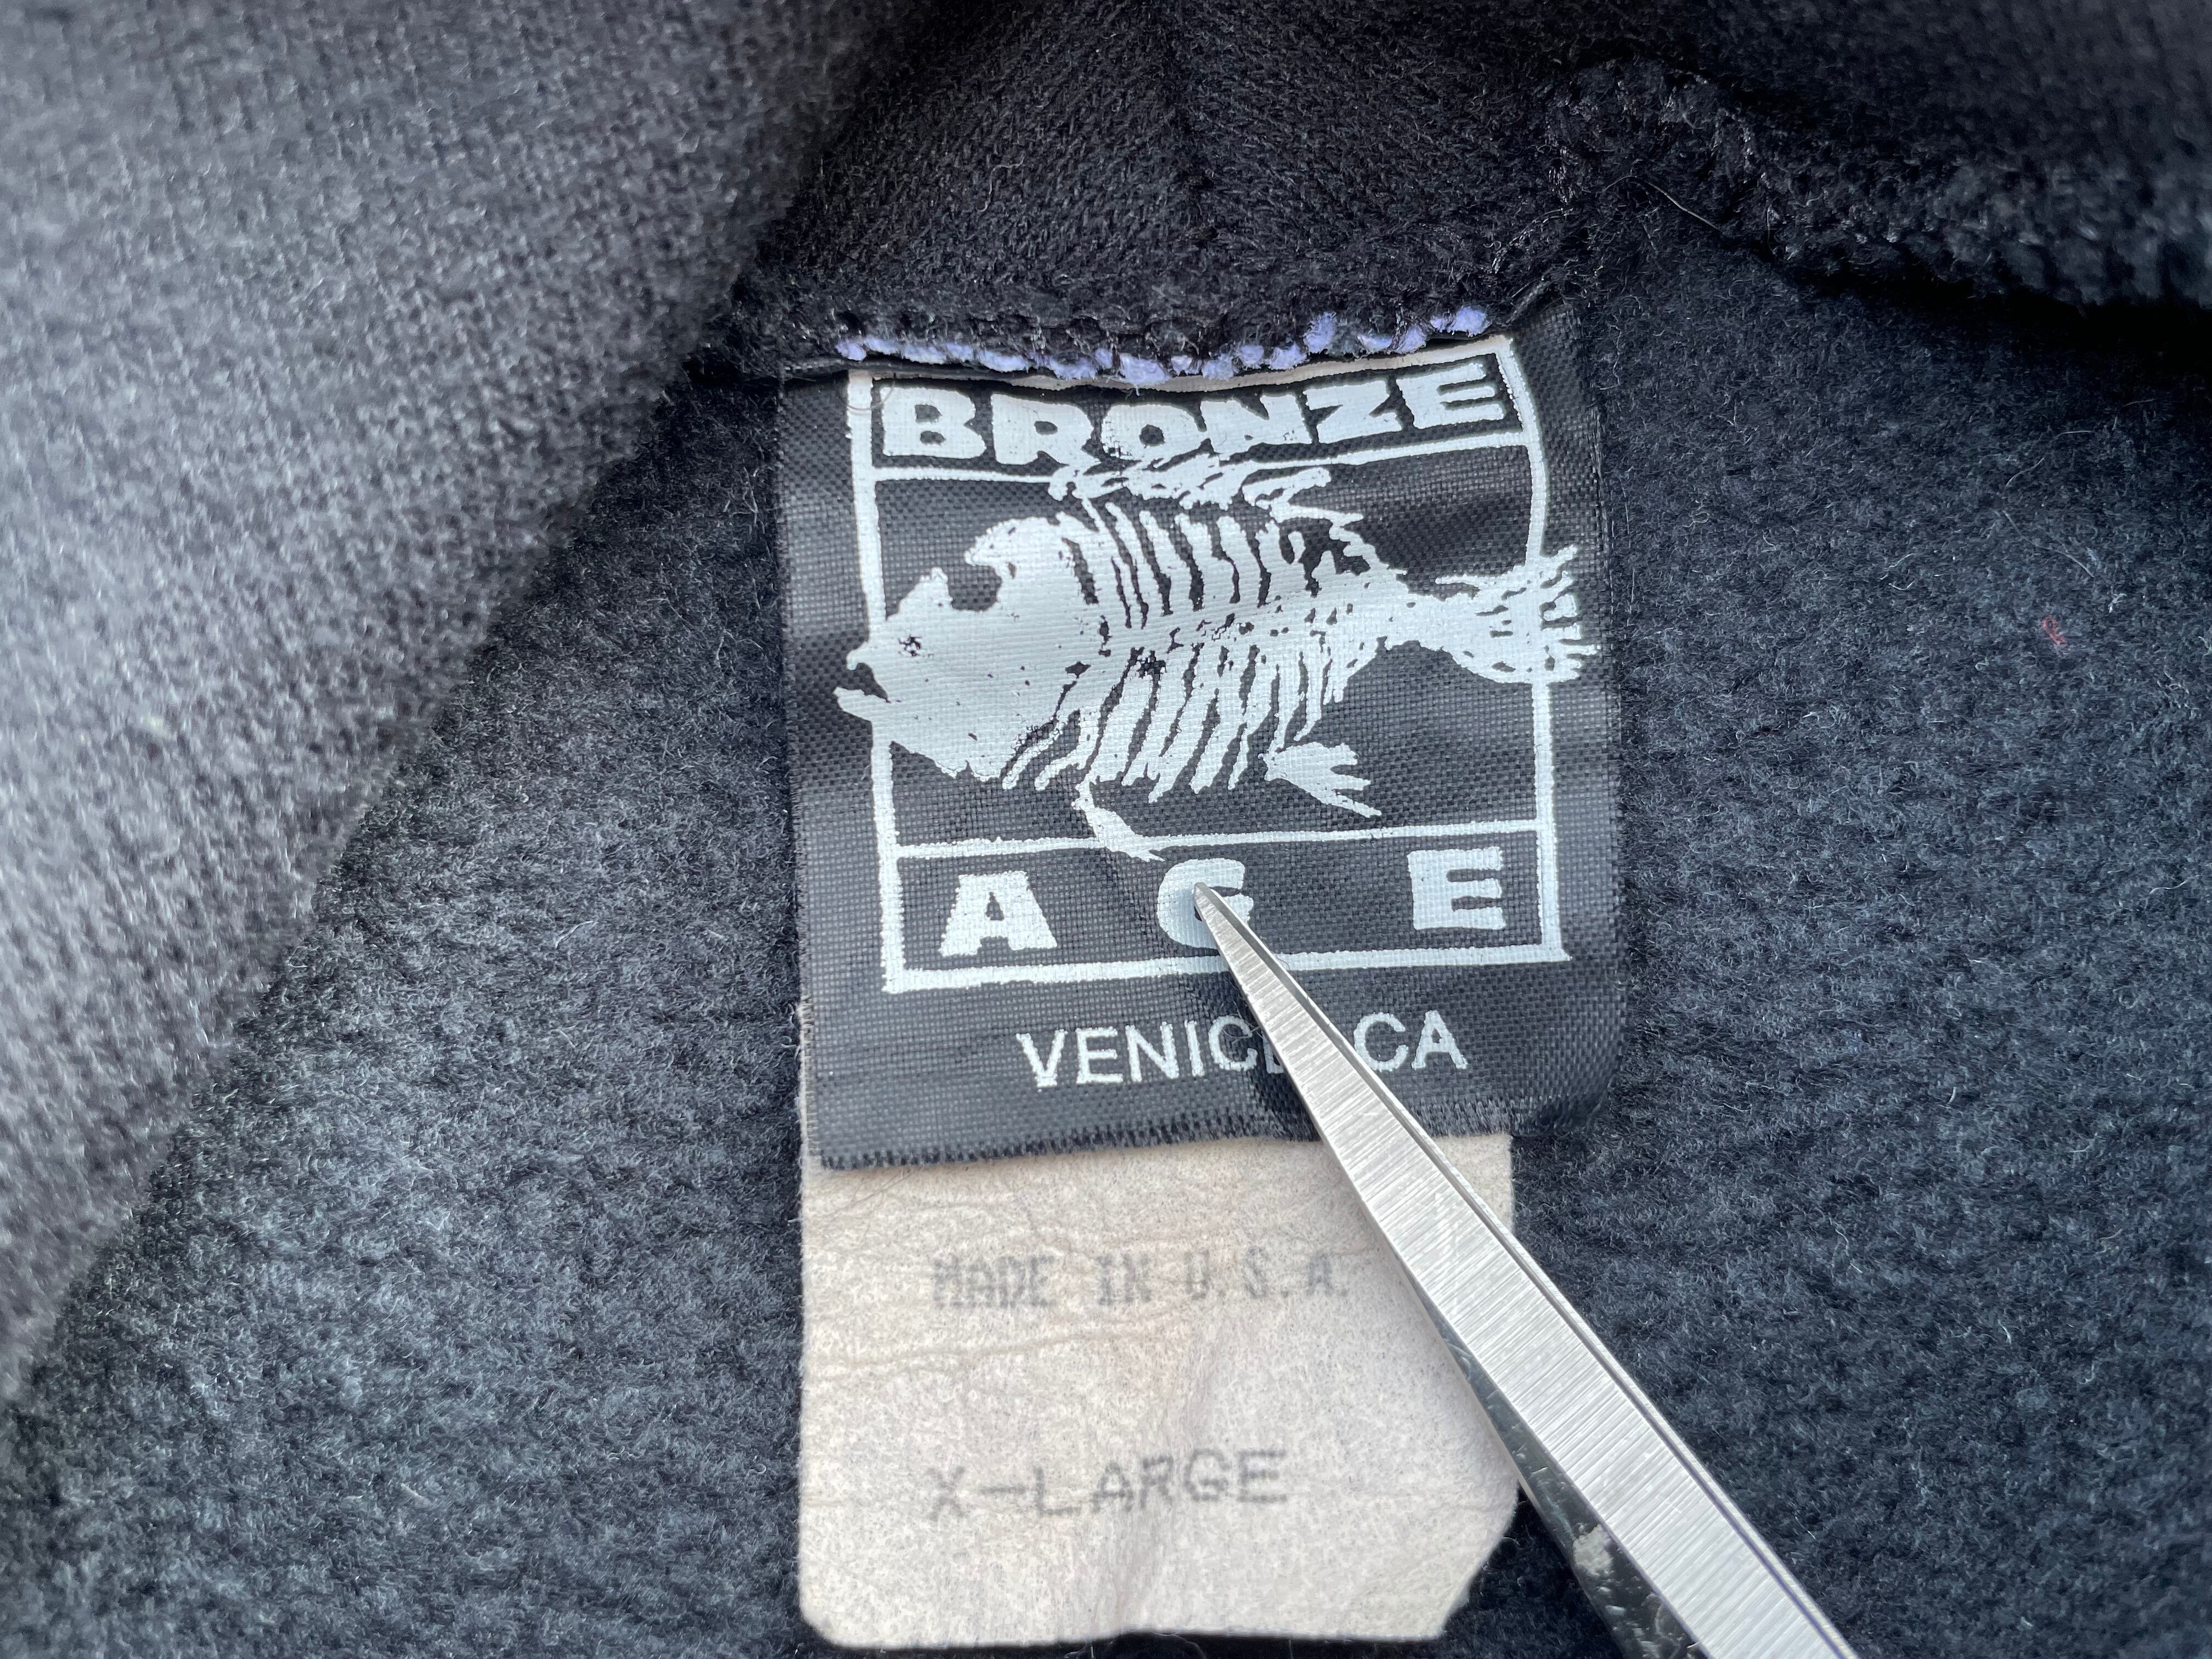 BRONZE
AGE
VENICE CA
MADE IN U.S.A.
X-LARGE